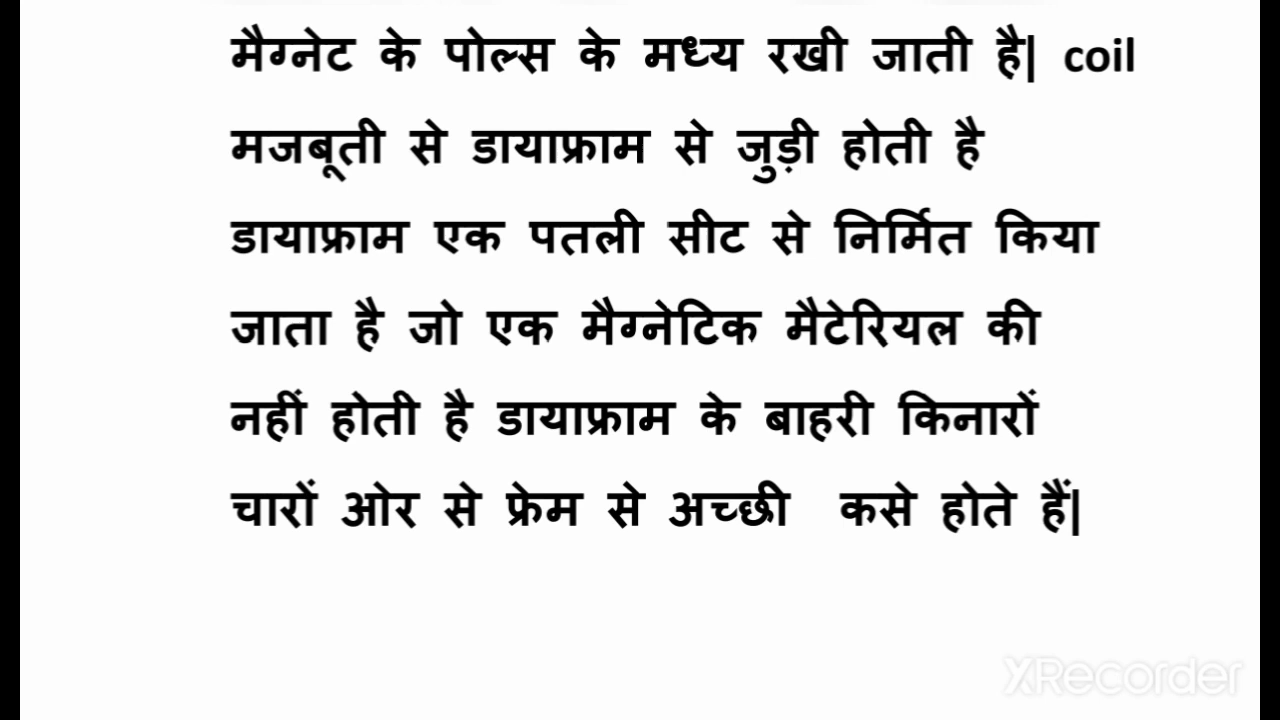 मैग्नेट के पोल्स के मध्य रखी जाती है| coil
मजबूती से डायाफ्राम से जुड़ी होती है
डायाफ्राम एक पतली सीट से निर्मित किया
जाता है जो एक मैग्नेटिक मैटेरियल की
नहीं होती है डायाफ्राम के बाहरी किनारों
चारों ओर से फ्रेम से अच्छी कसे होते हैं|
XRecorder